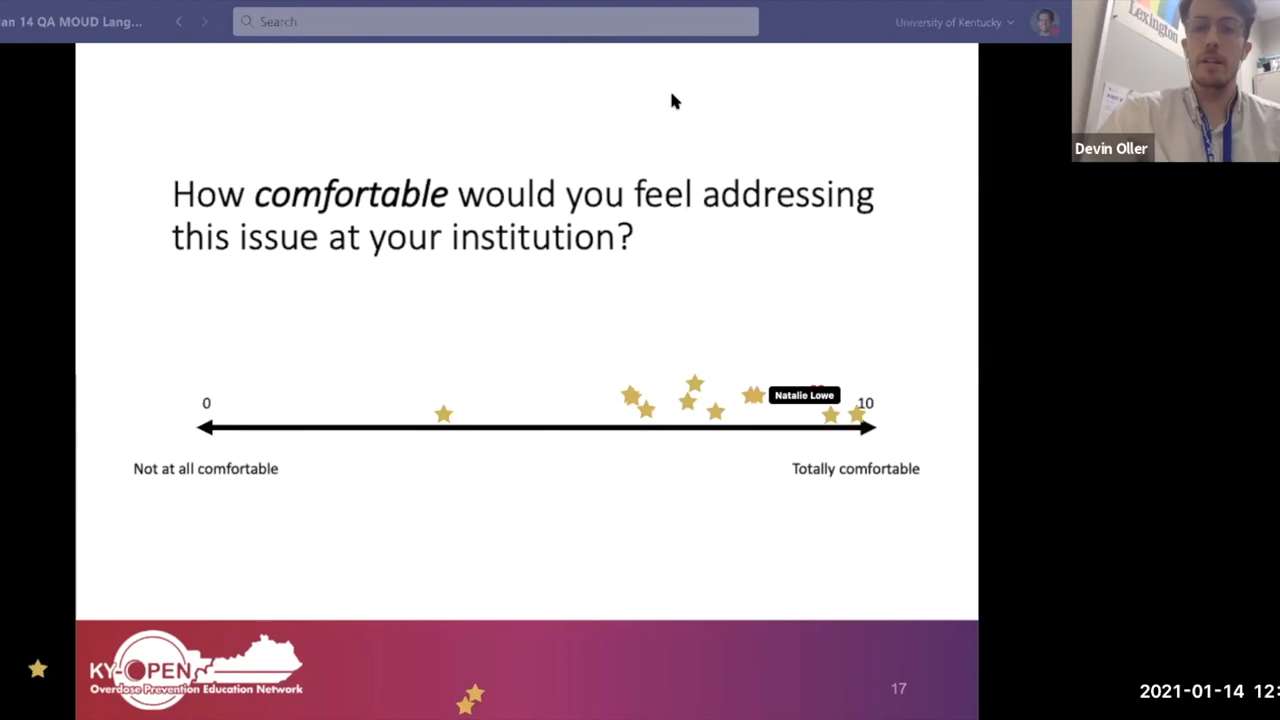 an 14 QA MOUD Lang...
Search
University of Kentucky
Lexington
Devin Oller
How comfortable would you feel addressing
this issue at your institution?
Natalie Lowe
0
10
Not at all comfortable
Totally comfortable
KY-OPEN
Overdose Prevention Education Network
17
2021-01-14 12: